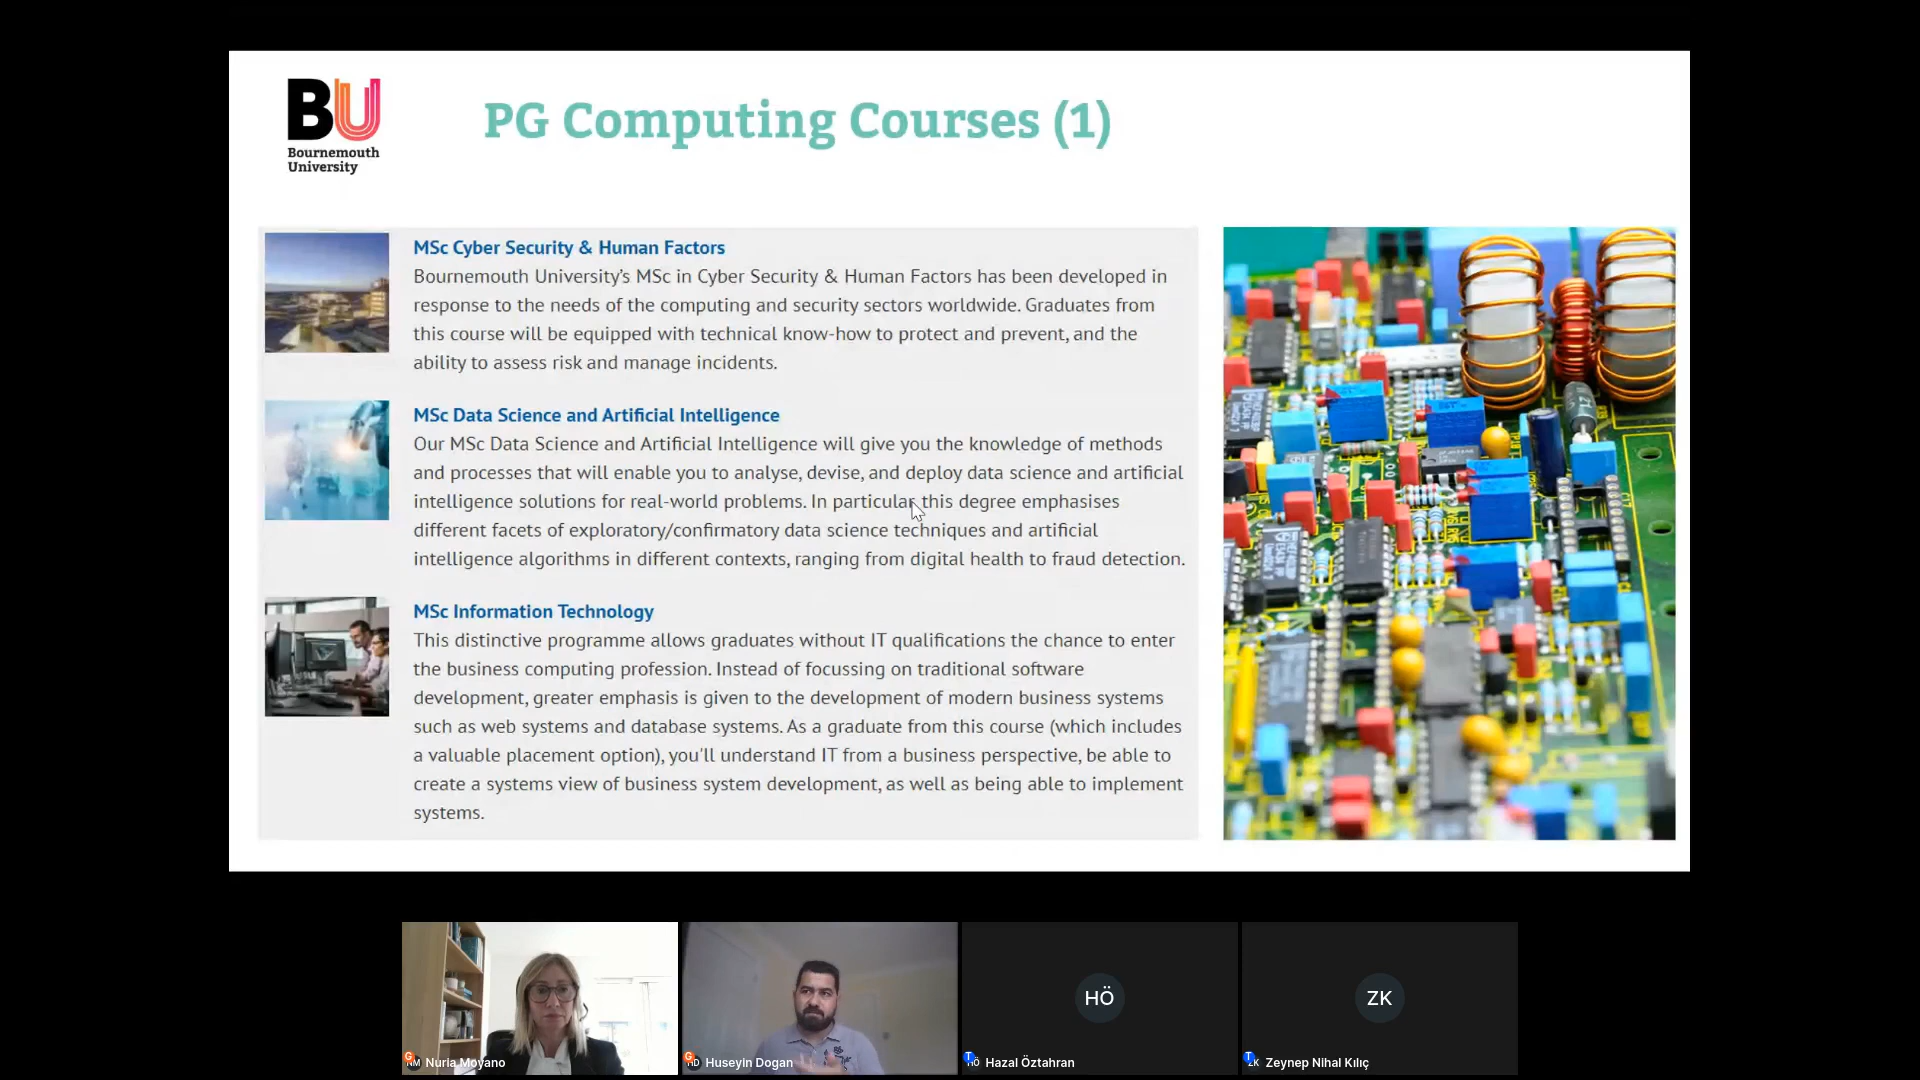 BU
Bournemouth
University
PG Computing Courses (1)
MSc Cyber Security & Human Factors
Bournemouth University's MSc in Cyber Security & Human Factors has been developed in
response to the needs of the computing and security sectors worldwide. Graduates from
this course will be equipped with technical know-how to protect and prevent, and the
ability to assess risk and manage incidents.
MSc Data Science and Artificial Intelligence
Our MSc Data Science and Artificial Intelligence will give you the knowledge of methods
and processes that will enable you to analyse, devise, and deploy data science and artificial
intelligence solutions for real-world problems. In particular this degree emphasises
different facets of exploratory/confirmatory data science techniques and artificial
intelligence algorithms in different contexts, ranging from digital health to fraud detection.
MSc Information Technology
This distinctive programme allows graduates without IT qualifications the chance to enter
the business computing profession. Instead of focussing on traditional software
development, greater emphasis is given to the development of modern business systems
such as web systems and database systems. As a graduate from this course (which includes
a valuable placement option), you'll understand IT from a business perspective, be able to
create a systems view of business system development, as well as being able to implement
systems.
HÖ
ZK
G NM Nuria Moyano
G HD Huseyin Dogan
T HÖ Hazal Öztahran
T ZK Zeynep Nihal Kılıç